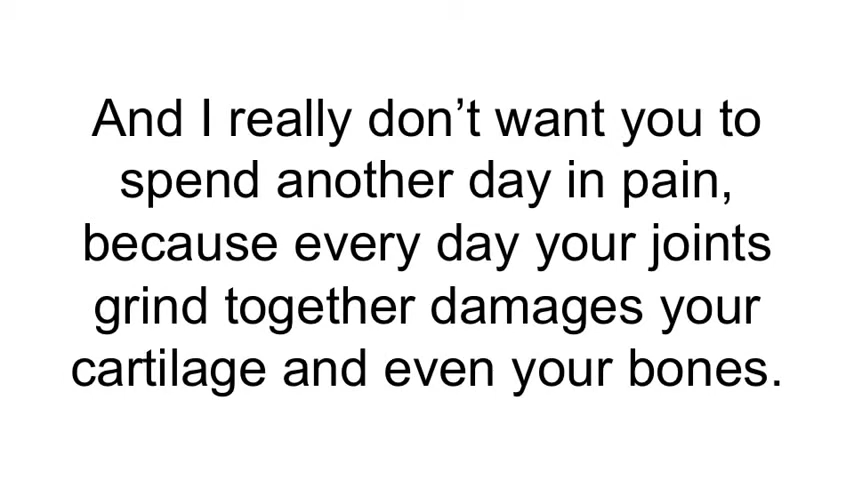 And I really don’t want you to
spend another day in pain,
because every day your joints
grind together damages your
cartilage and even your bones.